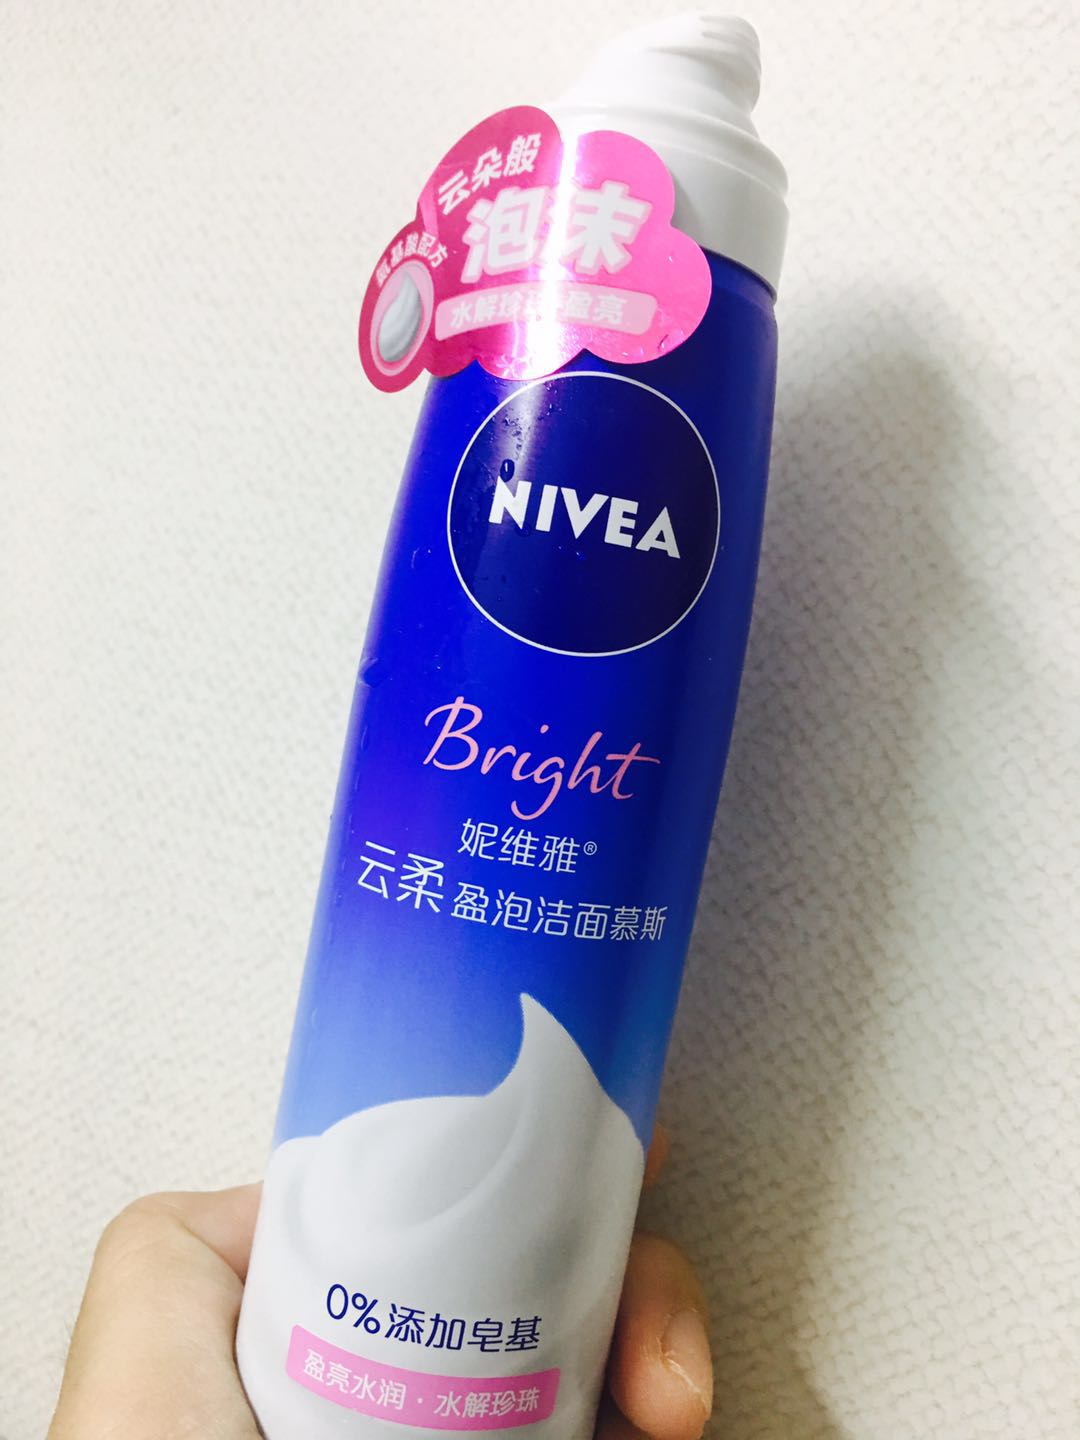 云朵般
泡沫
氨基酸配方
水解珍珠·盈亮
NIVEA
Bright
妮维雅®
云柔盈泡洁面慕斯
0%添加皂基
盈亮水润·水解珍珠